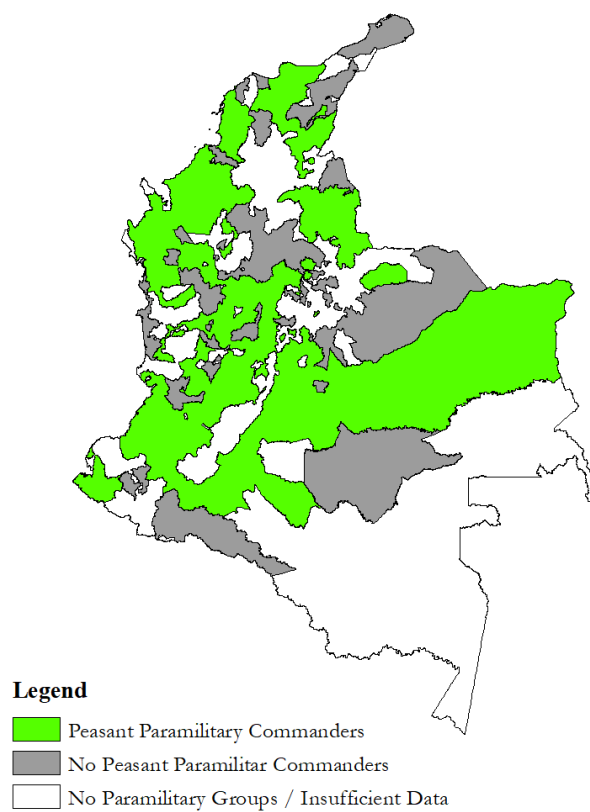 Legend
Peasant Paramilitary Commanders
No Peasant Paramilitar Commanders
No Paramilitary Groups / Insufficient Data